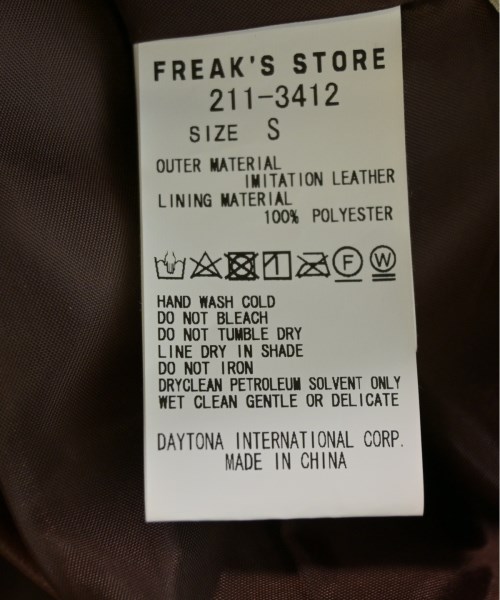 FREAK'S STORE
211-3412
SIZE S
OUTER MATERIAL
IMITATION LEATHER
LINING MATERIAL
100% POLYESTER
F W
HAND WASH COLD
DO NOT BLEACH
DO NOT TUMBLE DRY
LINE DRY IN SHADE
DO NOT IRON
DRYCLEAN PETROLEUM SOLVENT ONLY
WET CLEAN GENTLE OR DELICATE
DAYTONA INTERNATIONAL CORP.
MADE IN CHINA